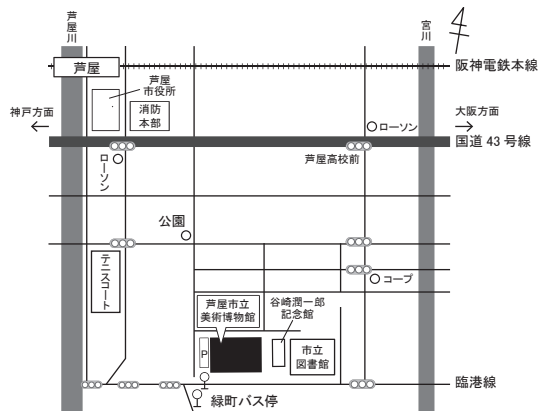 芦屋川
宮川
芦屋
阪神電鉄本線
芦屋
市役所
消防
本部
神戸方面
大阪方面
ローソン
国道 43 号線
ローソン
芦屋高校前
公園
テニスコート
コープ
芦屋市立
美術博物館
谷崎潤一郎
記念館
P
市立
図書館
臨港線
緑町バス停